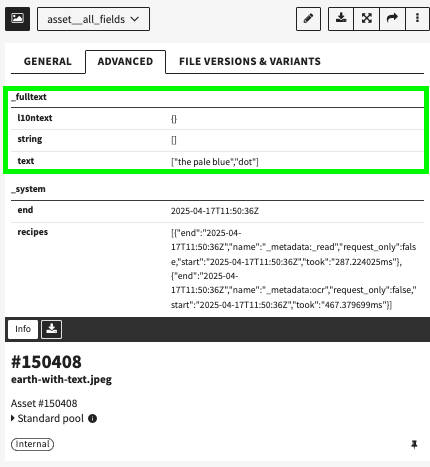 asset__all_fields
GENERAL ADVANCED FILE VERSIONS & VARIANTS
_fulltext
l10ntext {}
string []
text ["the pale blue","dot"]
_system
end 2025-04-17T11:50:36Z
recipes [{"end":"2025-04-
17T11:50:36Z","name":"_metadata:_read","request_only":fals
e,"start":"2025-04-17T11:50:36Z","took":"287.224025ms"},
{"end":"2025-04-
17T11:50:36Z","name":"_metadata:ocr","request_only":false,"
start":"2025-04-17T11:50:36Z","took":"467.379699ms"}]
Info
#150408
earth-with-text.jpeg
Asset #150408
Standard pool
Internal